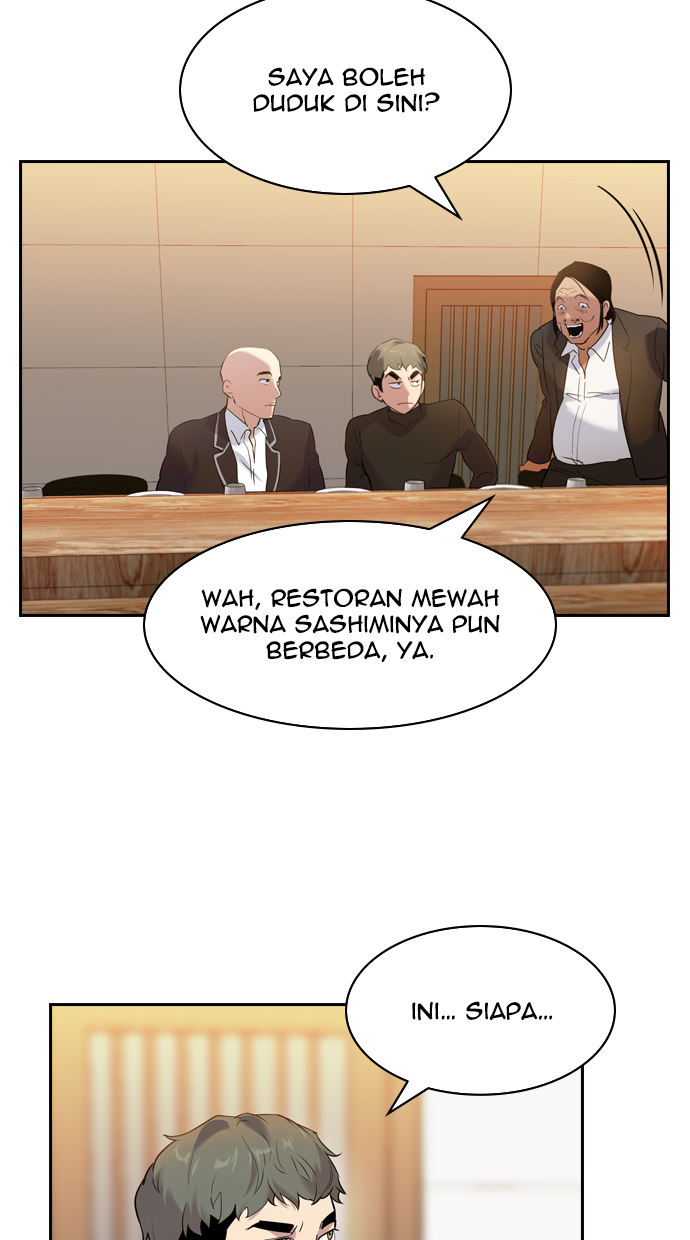 SAYA BOLEH
DUDUK DI SINI?
WAH, RESTORAN MEWAH
WARNA SASHIMINYA PUN
BERBEDA, YA.
INI... SIAPA...